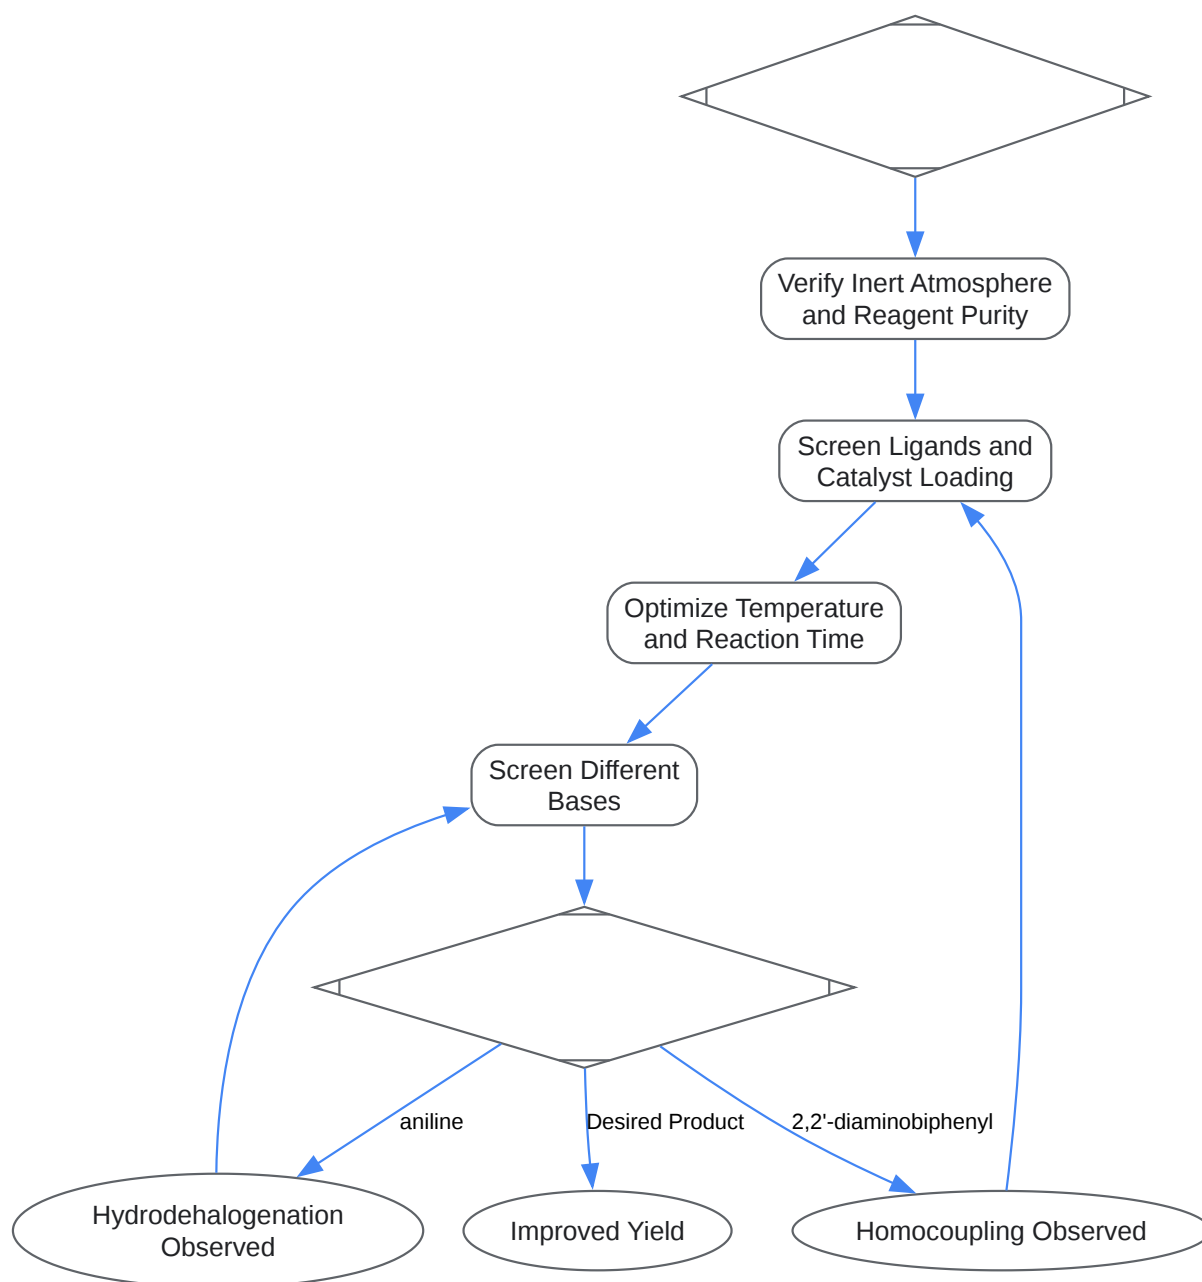 Verify Inert Atmosphere
and Reagent Purity
Screen Ligands and
Catalyst Loading
Optimize Temperature
and Reaction Time
Screen Different
Bases
aniline
Desired Product
2,2'-diaminobiphenyl
Hydrodehalogenation
Observed
Improved Yield
Homocoupling Observed